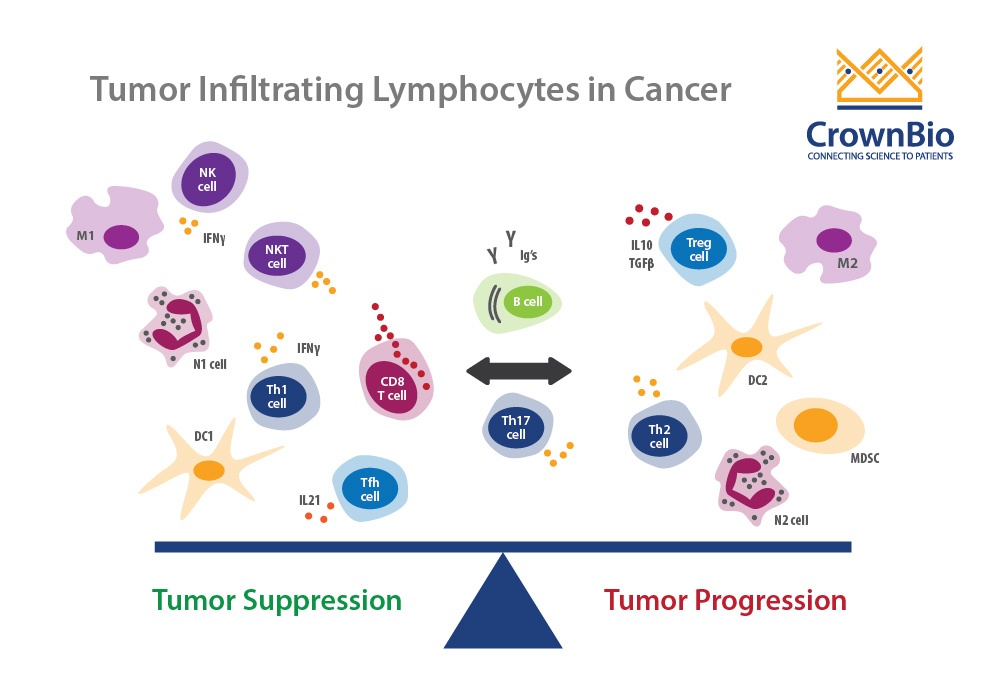 Tumor Infiltrating Lymphocytes in Cancer
CrownBio
CONNECTING SCIENCE TO PATIENTS
NK
cell
M1
IFNγ
NKT
cell
N1 cell
IFNγ
Th1
cell
CD8
T cell
DC1
IL21
Tfh
cell
Ig's
B cell
Th17
cell
IL10
TGFβ
Treg
cell
M2
DC2
Th2
cell
MDSC
N2 cell
Tumor Suppression
Tumor Progression